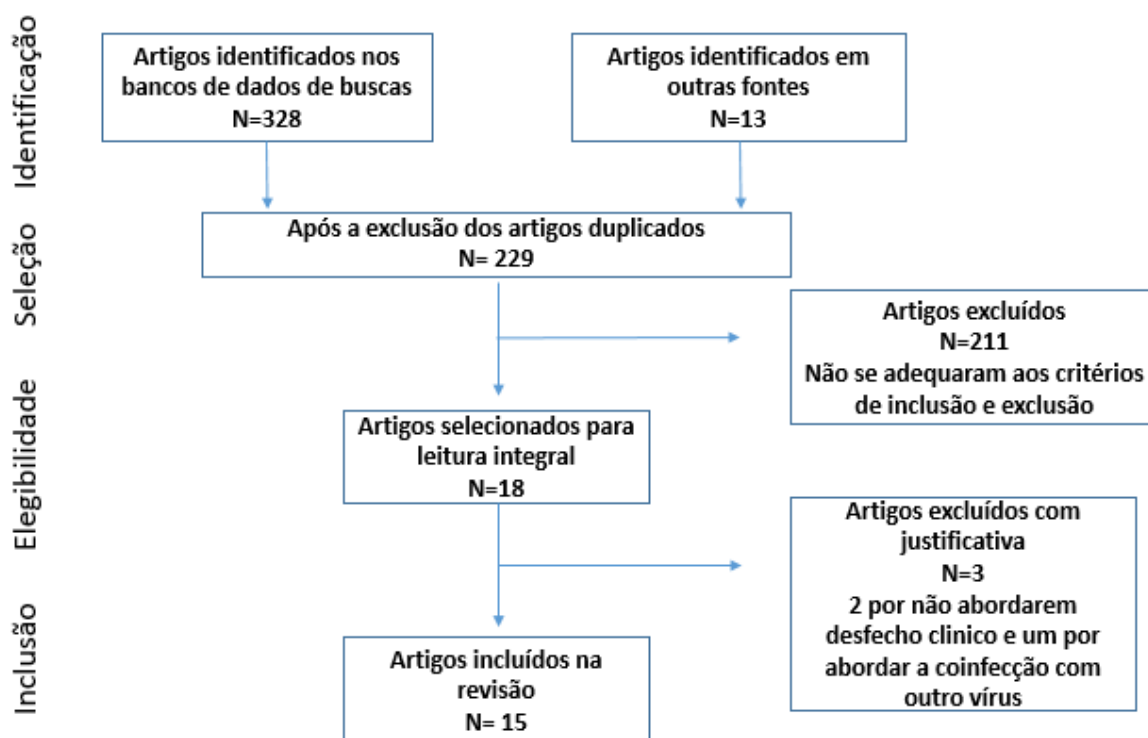 Identificação
Artigos identificados nos
bancos de dados de buscas
N=328
Artigos identificados em
outras fontes
N=13
Seleção
Após a exclusão dos artigos duplicados
N= 229
Artigos excluídos
N=211
Não se adequaram aos critérios
de inclusão e exclusão
Elegibilidade
Artigos selecionados para
leitura integral
N=18
Artigos excluídos com
justificativa
N=3
2 por não abordarem
desfecho clinico e um por
abordar a coinfecção com
outro vírus
Inclusão
Artigos incluídos na
revisão
N= 15